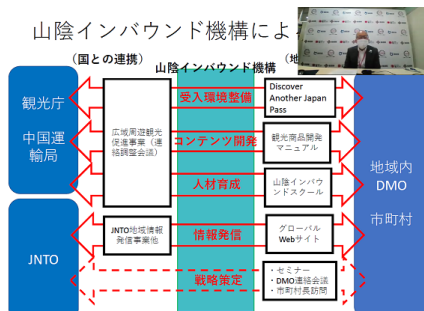 山陰インバウンド機構によ
（国との連携）
（地
山陰インバウンド機構
観光庁
中国運
輸局
JNTO
広域周遊観光
促進事業（連
絡調整会議）
JNTO地域情報
発信事業他
受入環境整備
コンテンツ開発
人材育成
情報発信
戦略策定
Discover
Another Japan
Pass
観光商品開発
マニュアル
山陰インバウ
ンドスクール
グローバル
Webサイト
・セミナー
・DMO連絡会議
・市町村長訪問
地域内
DMO
市町村